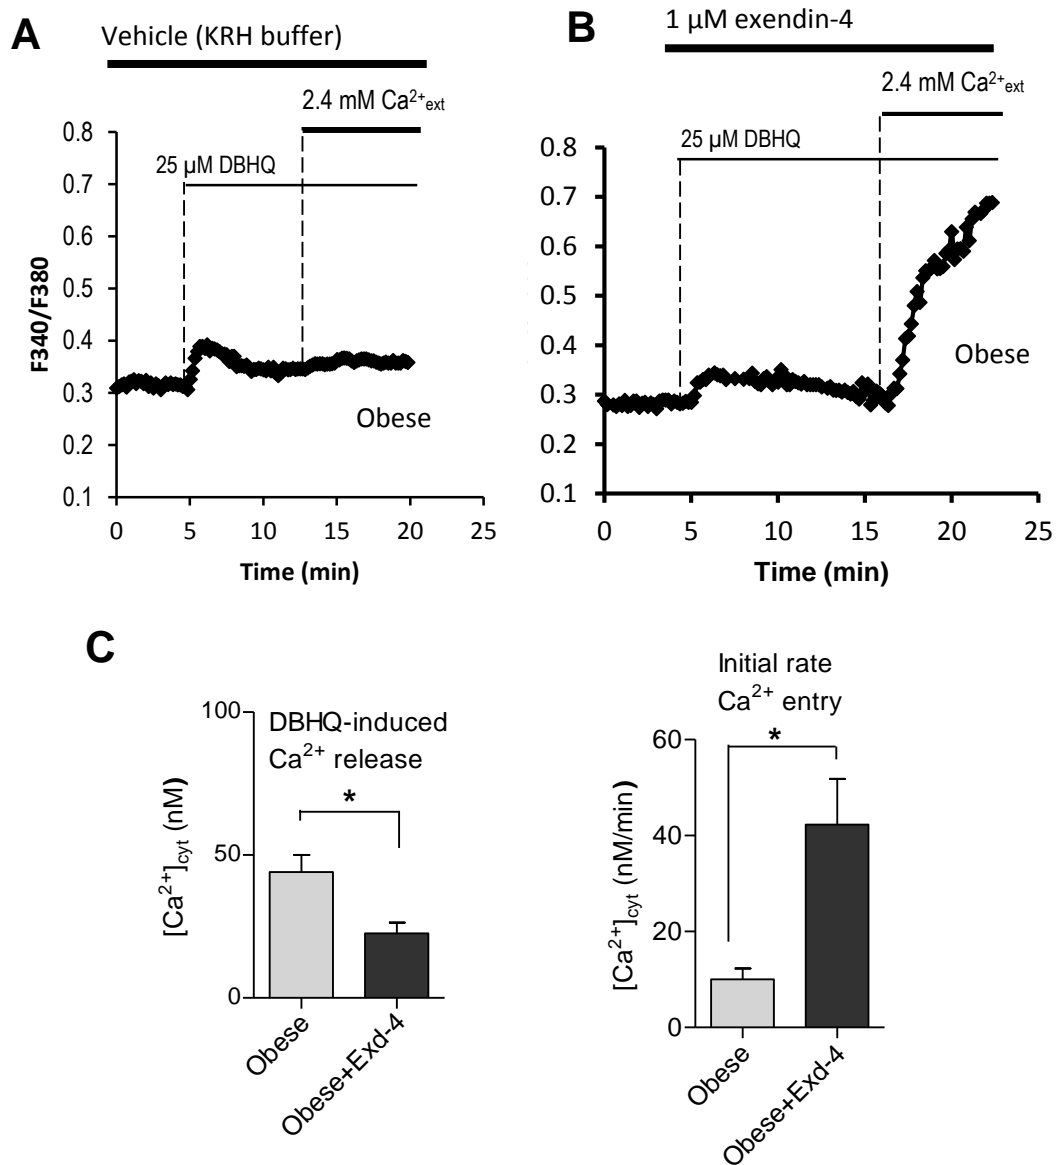 A
Vehicle (KRH buffer)
2.4 mM Ca²⁺ext
25 µM DBHQ
0.8
0.7
0.6
0.5
0.4
0.3
0.2
0.1
F340/F380
Obese
0 5 10 15 20 25
Time (min)
B
1 µM exendin-4
2.4 mM Ca²⁺ext
25 µM DBHQ
0.8
0.7
0.6
0.5
0.4
0.3
0.2
0.1
Obese
0 5 10 15 20 25
Time (min)
C
DBHQ-induced
Ca²⁺ release
*
100
50
0
[Ca²⁺]cyt (nM)
Obese
Obese+Exd-4
Initial rate
Ca²⁺ entry
*
60
40
20
0
[Ca²⁺]cyt (nM/min)
Obese
Obese+Exd-4